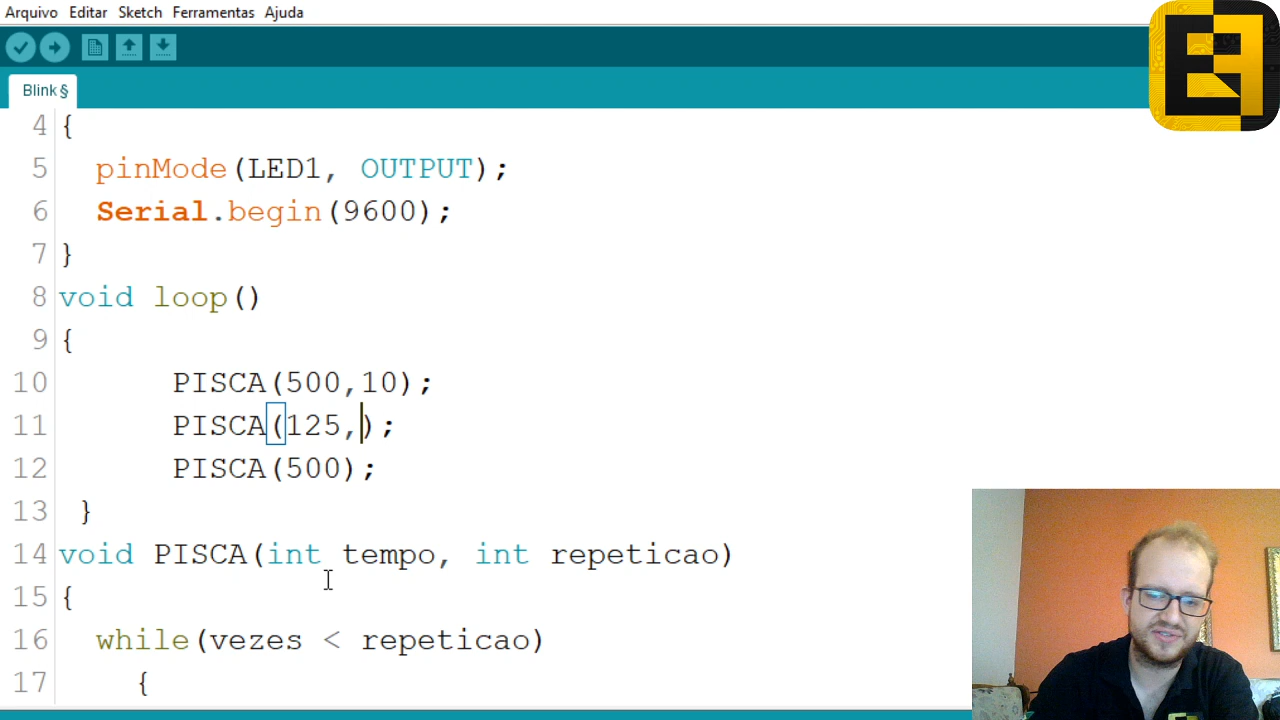 Arquivo Editar Sketch Ferramentas Ajuda
Blink §
4 {
5 pinMode(LED1, OUTPUT);
6 Serial.begin(9600);
7 }
8 void loop()
9 {
10 PISCA(500,10);
11 PISCA(125,);
12 PISCA(500);
13 }
14 void PISCA(int tempo, int repeticao)
15 {
16 while(vezes < repeticao)
17 {